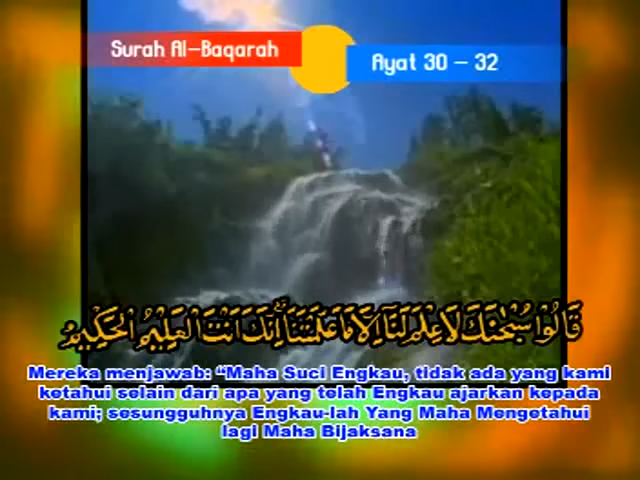 Surah Al-Baqarah
Ayat 30 - 32
قَالُوا۟ سُبْحَٰنَكَ لَا عِلْمَ لَنَآ إِلَّا مَا عَلَّمْتَنَآ ۖ إِنَّكَ أَنتَ ٱلْعَلِيمُ ٱلْحَكِيمُ
Mereka menjawab: “Maha Suci Engkau, tidak ada yang kami
ketahui selain dari apa yang telah Engkau ajarkan kepada
kami; sesungguhnya Engkau-lah Yang Maha Mengetahui
lagi Maha Bijaksana